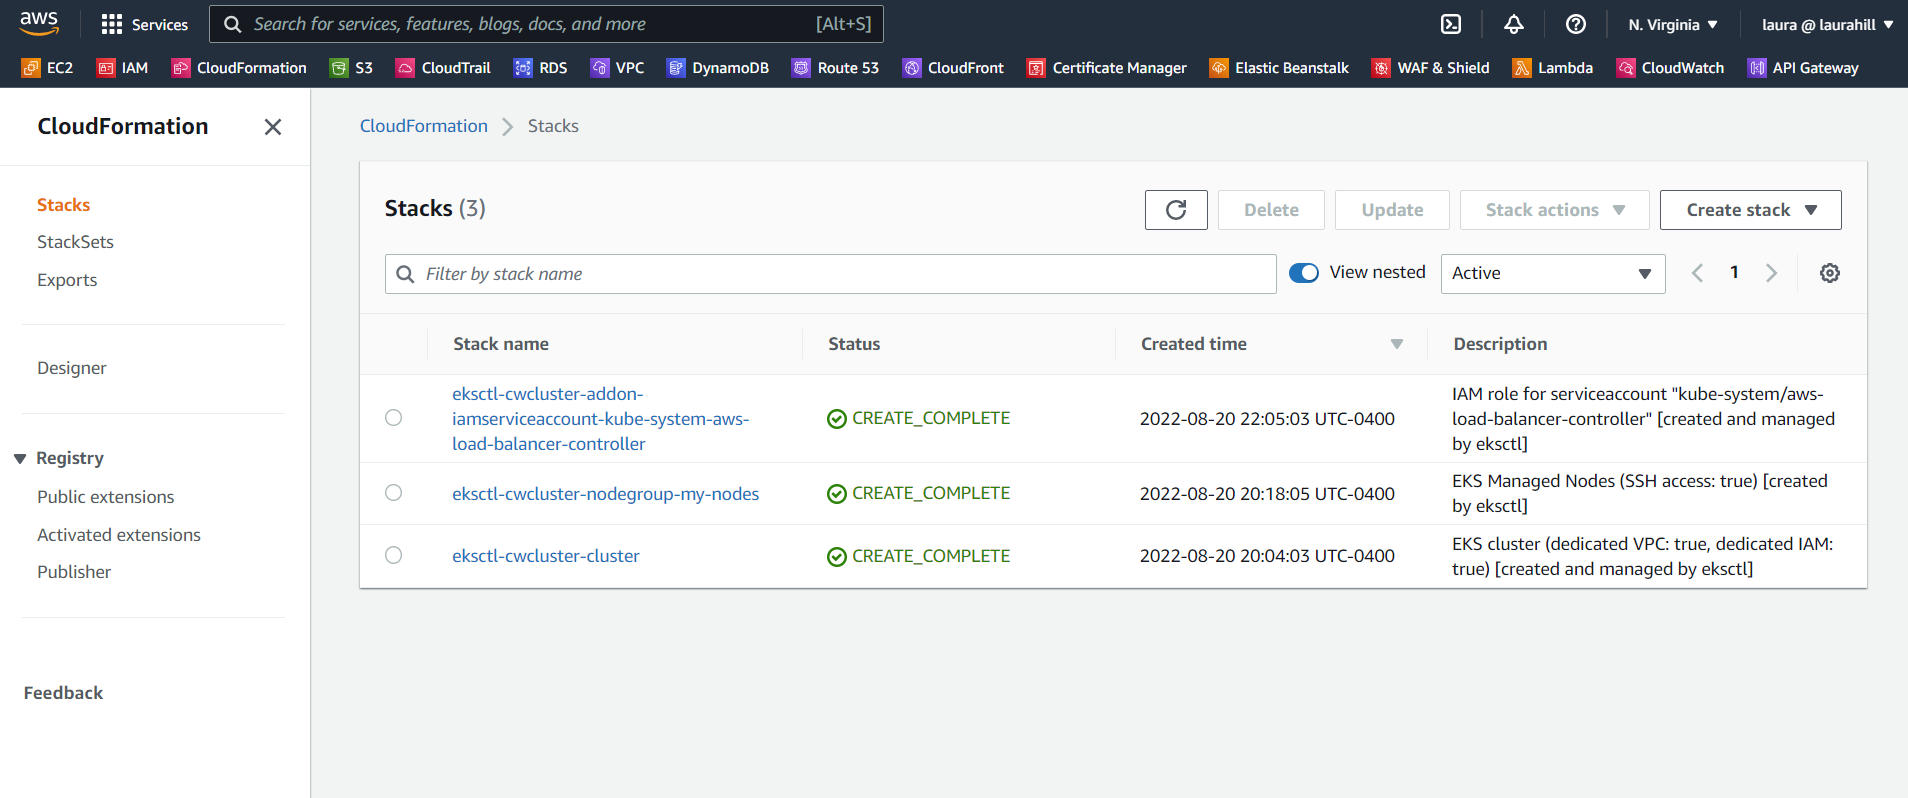 aws
Services
Search for services, features, blogs, docs, and more
[Alt+S]
N. Virginia
laura @ laurahill
EC2
IAM
CloudFormation
S3
CloudTrail
RDS
VPC
DynamoDB
Route 53
CloudFront
Certificate Manager
Elastic Beanstalk
WAF & Shield
Lambda
CloudWatch
API Gateway
CloudFormation
Stacks
StackSets
Exports
Designer
Registry
Public extensions
Activated extensions
Publisher
Feedback
CloudFormation
Stacks
Stacks (3)
Delete
Update
Stack actions
Create stack
Filter by stack name
View nested
Active
1
Stack name
Status
Created time
Description
eksctl-cwcluster-addon-
iamserviceaccount-kube-system-aws-
load-balancer-controller
CREATE_COMPLETE
2022-08-20 22:05:03 UTC-0400
IAM role for serviceaccount "kube-system/aws-
load-balancer-controller" [created and managed
by eksctl]
eksctl-cwcluster-nodegroup-my-nodes
CREATE_COMPLETE
2022-08-20 20:18:05 UTC-0400
EKS Managed Nodes (SSH access: true) [created
by eksctl]
eksctl-cwcluster-cluster
CREATE_COMPLETE
2022-08-20 20:04:03 UTC-0400
EKS cluster (dedicated VPC: true, dedicated IAM:
true) [created and managed by eksctl]